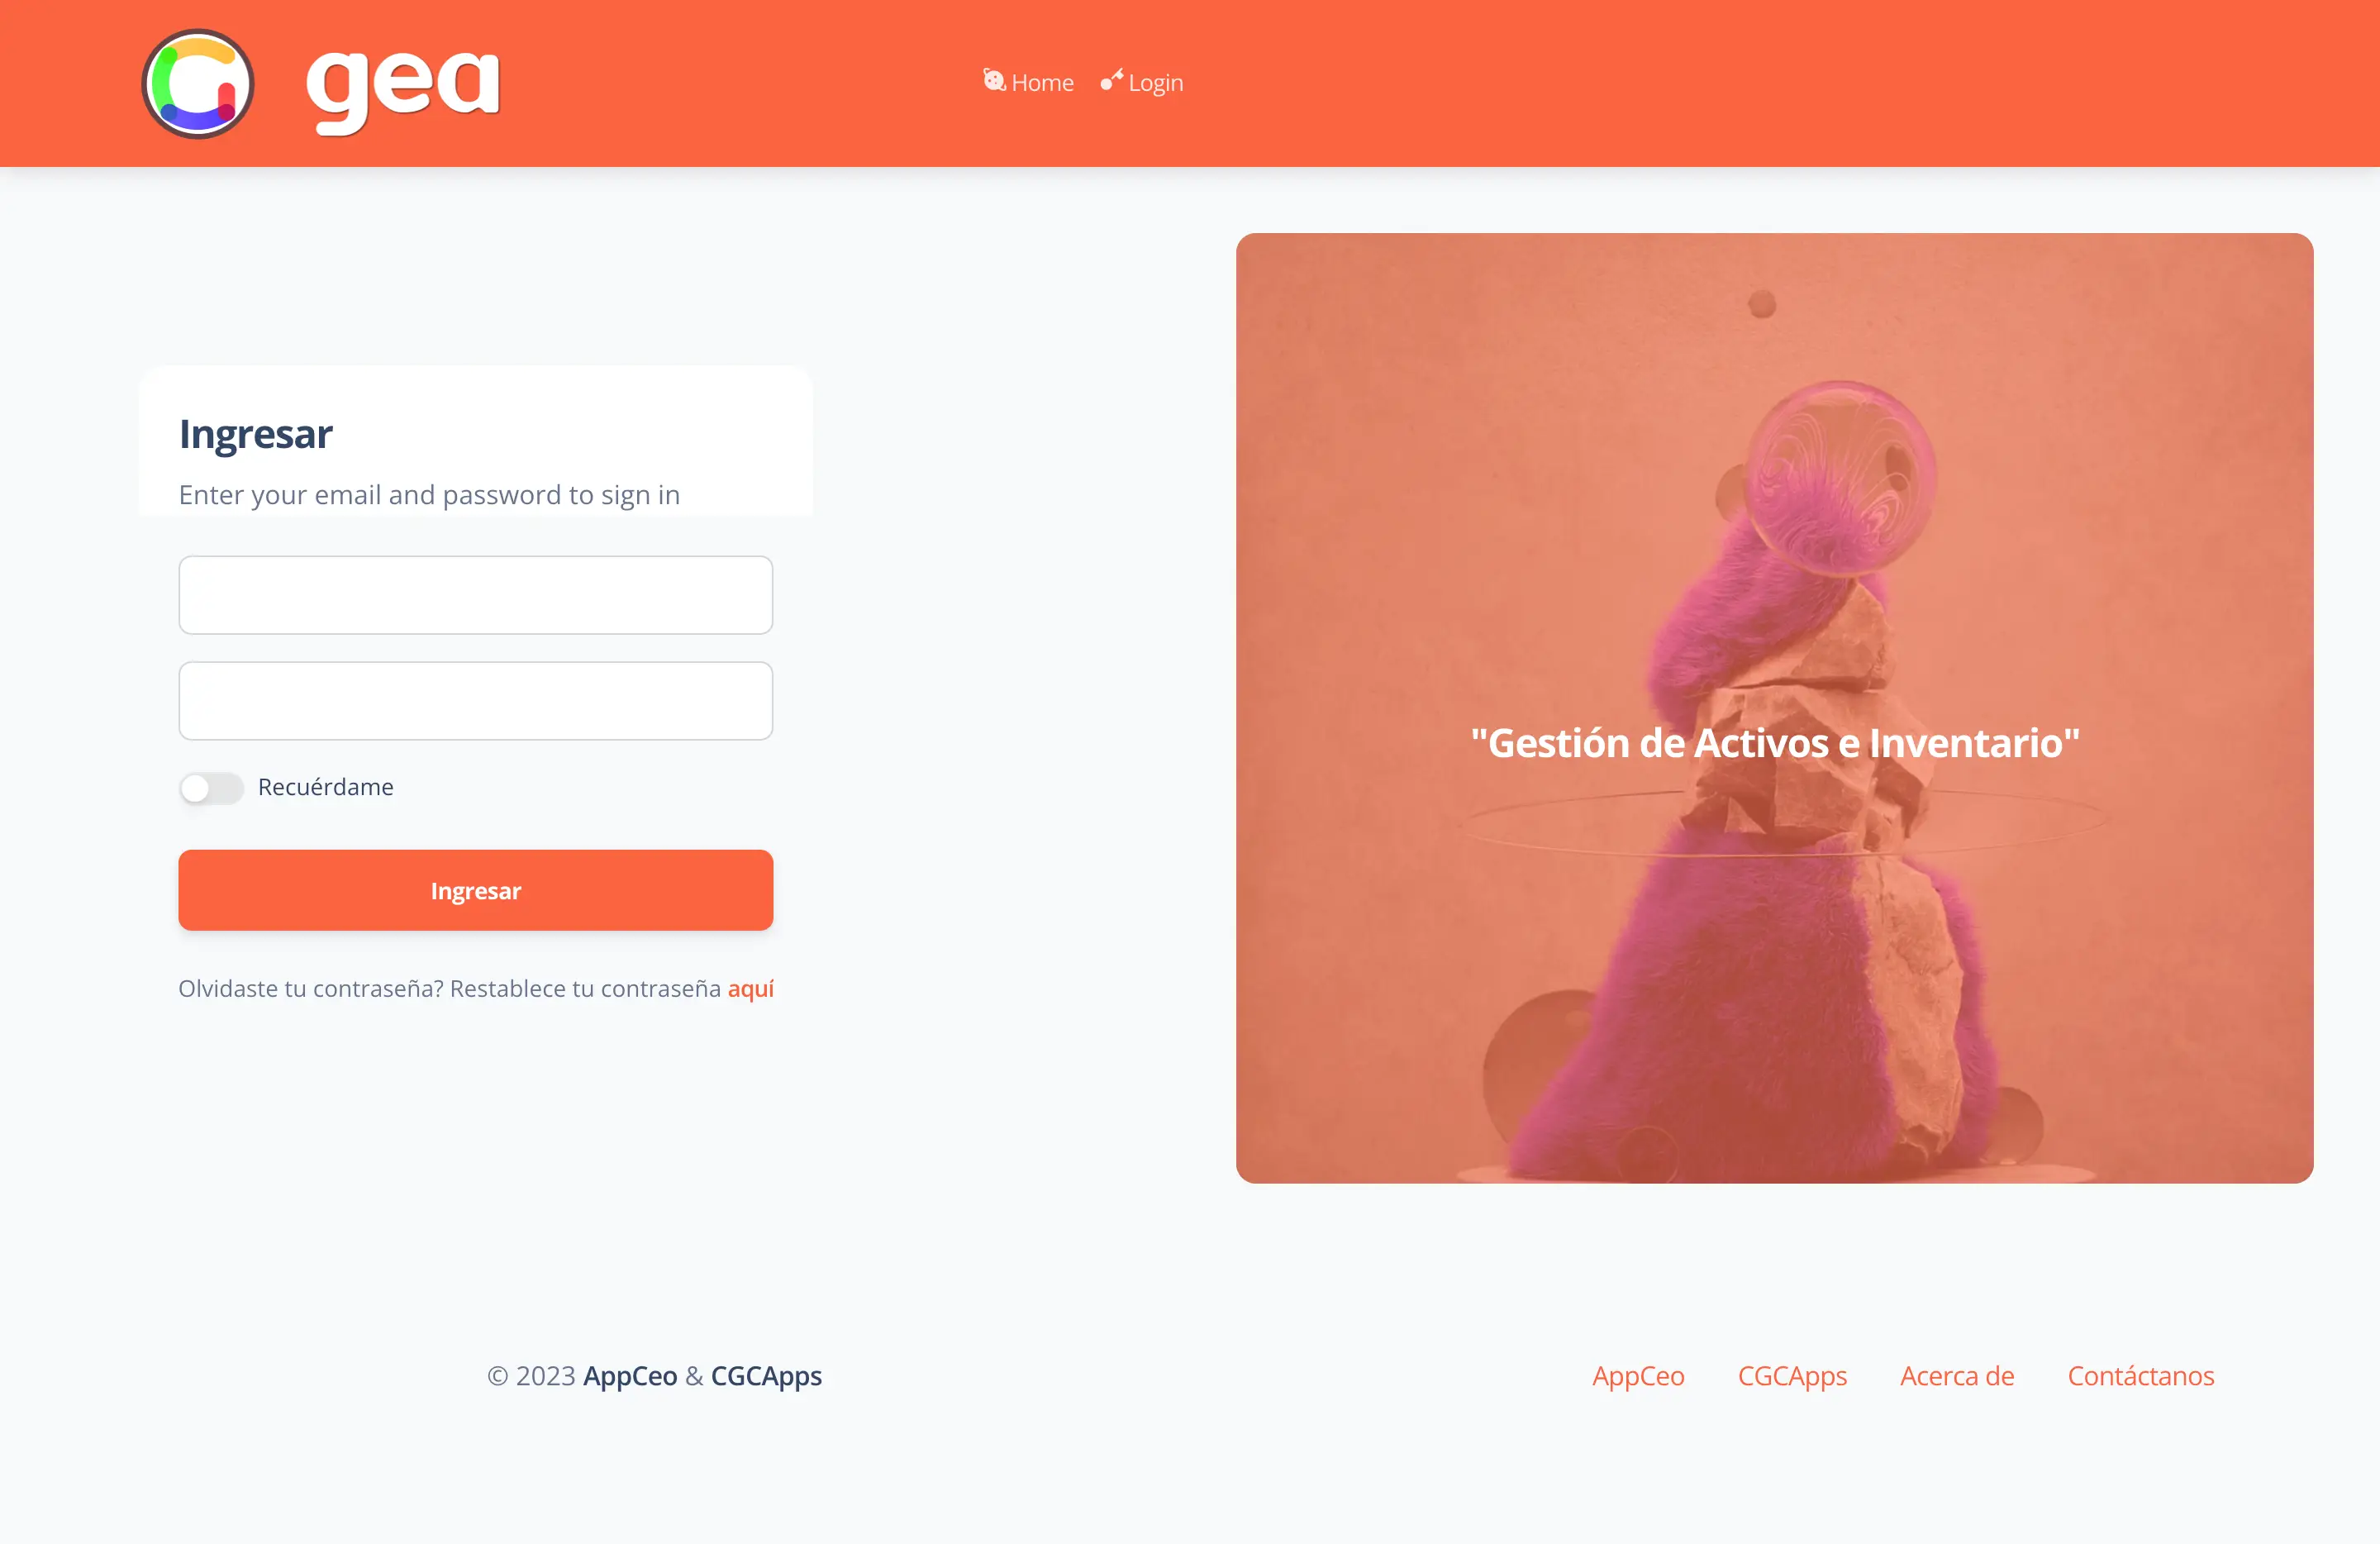 gea
Home
Login
Ingresar
Enter your email and password to sign in
Recuérdame
Ingresar
Olvidaste tu contraseña? Restablece tu contraseña aquí
"Gestión de Activos e Inventario"
© 2023 AppCeo & CGCApps
AppCeo
CGCApps
Acerca de
Contáctanos